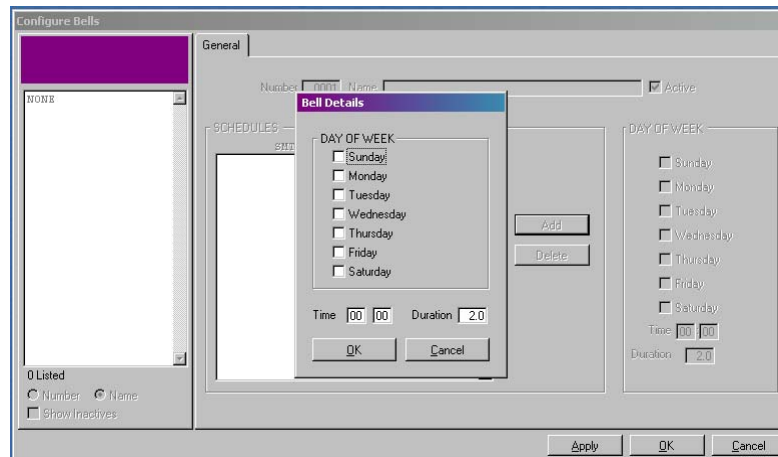 Configure Bells
General
NONE
Number 0001 Name Active
Bell Details
SCHEDULES
SMT
DAY OF WEEK
Sunday
Monday
Tuesday
Wednesday
Thursday
Friday
Saturday
Time 00 00 Duration 2.0
OK Cancel
Add
Delete
DAY OF WEEK
Sunday
Monday
Tuesday
Wednesday
Thursday
Friday
Saturday
Time 00 00
Duration 2.0
0 Listed
Number Name
Show Inactives
Apply OK Cancel